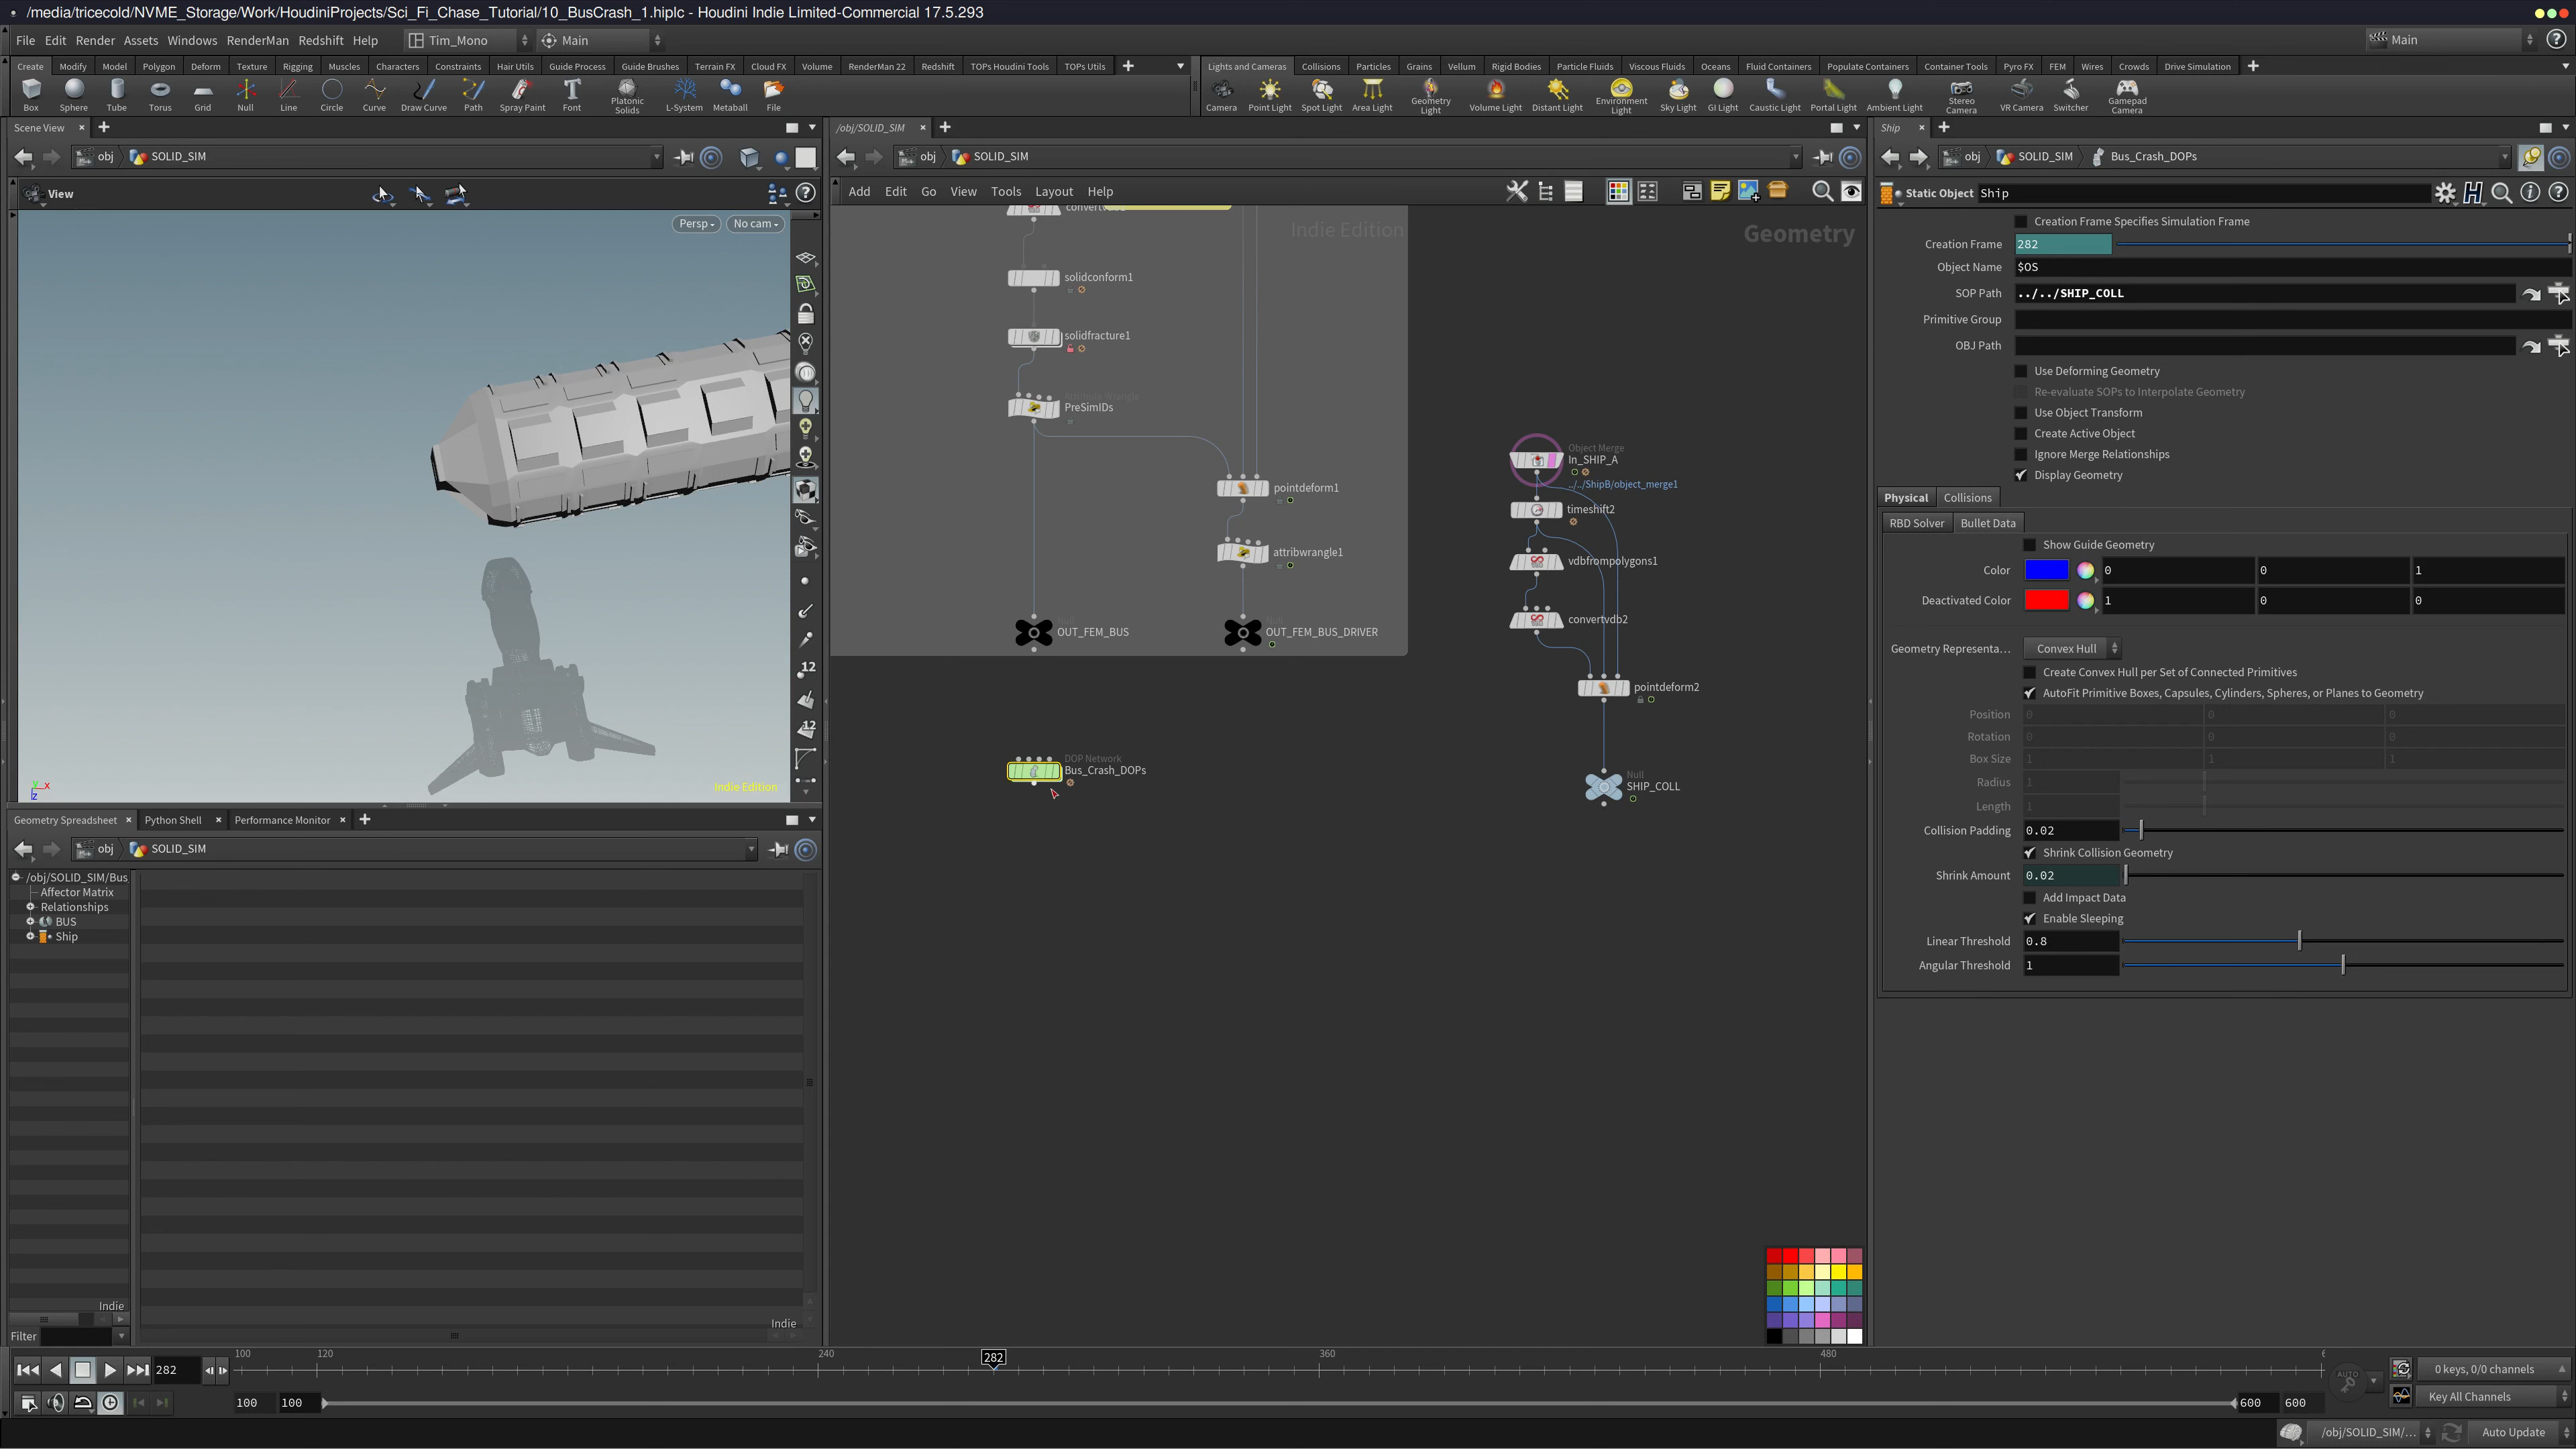 /media/tricecold/NVME_Storage/Work/HoudiniProjects/Sci_Fi_Chase_Tutorial/10_BusCrash_1.hiplc - Houdini Indie Limited-Commercial 17.5.293
File Edit Render Assets Windows RenderMan Redshift Help Tim_Mono Main Main
Create Modify Model Polygon Deform Texture Rigging Muscles Characters Constraints Hair Utils Guide Process Guide Brushes Terrain FX Cloud FX Volume RenderMan 22 Redshift TOPs Houdini Tools TOPs Utils
Lights and Cameras Collisions Particles Grains Vellum Rigid Bodies Particle Fluids Viscous Fluids Oceans Fluid Containers Populate Containers Container Tools Pyro FX FEM Wires Crowds Drive Simulation
Box Sphere Tube Torus Grid Null Line Circle Curve Draw Curve Path Spray Paint Font Platonic Solids L-System Metaball File
Camera Point Light Spot Light Area Light Geometry Light Volume Light Distant Light Environment Light Sky Light GI Light Caustic Light Portal Light Ambient Light Stereo Camera VR Camera Switcher Gamepad Camera
Scene View
obj SOLID_SIM
View
Persp No cam
Indie Edition
12
12
z x
Geometry Spreadsheet Python Shell Performance Monitor
obj SOLID_SIM
/obj/SOLID_SIM/Bus
Affector Matrix
Relationships
BUS
Ship
Indie
Indie
Filter
/obj/SOLID_SIM
obj SOLID_SIM
Add Edit Go View Tools Layout Help
Indie Edition
Geometry
solidconform1
solidfracture1
PreSimIDs
pointdeform1
attribwrangle1
Null
OUT_FEM_BUS
Null
OUT_FEM_BUS_DRIVER
DOP Network
Bus_Crash_DOPs
Object Merge
In_SHIP_A
../../ShipB/object_merge1
timeshift2
vdbfrompolygons1
convertvdb2
pointdeform2
Null
SHIP_COLL
Ship
obj SOLID_SIM Bus_Crash_DOPs
Static Object Ship
Creation Frame Specifies Simulation Frame
Creation Frame 282
Object Name $OS
SOP Path ../../SHIP_COLL
Primitive Group
OBJ Path
Use Deforming Geometry
Re-evaluate SOPs to Interpolate Geometry
Use Object Transform
Create Active Object
Ignore Merge Relationships
Display Geometry
Physical Collisions
RBD Solver Bullet Data
Show Guide Geometry
Color 0 0 1
Deactivated Color 1 0 0
Geometry Representa... Convex Hull
Create Convex Hull per Set of Connected Primitives
AutoFit Primitive Boxes, Capsules, Cylinders, Spheres, or Planes to Geometry
Position 0 0 0
Rotation 0 0 0
Box Size 1 1 1
Radius 1
Length 1
Collision Padding 0.02
Shrink Collision Geometry
Shrink Amount 0.02
Add Impact Data
Enable Sleeping
Linear Threshold 0.8
Angular Threshold 1
282 100 120 240 282 360 480
0 keys, 0/0 channels
100 100 600 600 AUTO Key All Channels
/obj/SOLID_SIM/... Auto Update